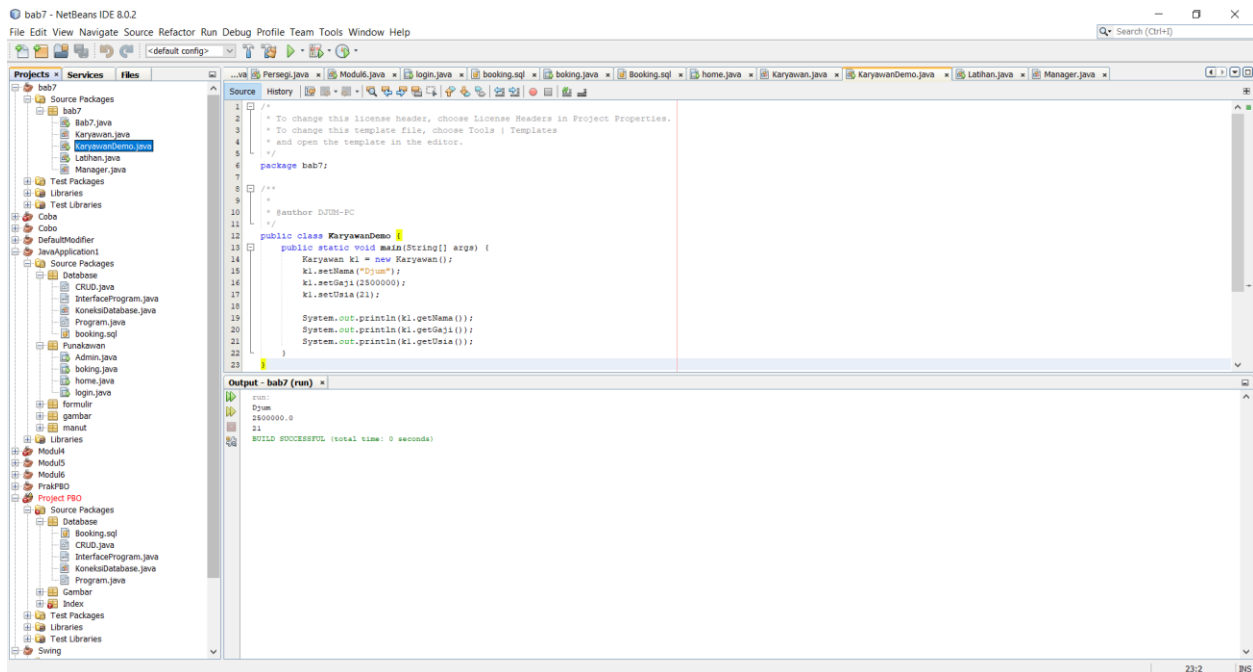 bab7 - NetBeans IDE 8.0.2
File Edit View Navigate Source Refactor Run Debug Profile Team Tools Window Help
Search (Ctrl+I)
<default config>
Projects Services Files
...va Persegi.java Modul6.java login.java booking.sql boking.java Booking.sql home.java Karyawan.java KaryawanDemo.java Latihan.java Manager.java
Source History
bab7
Source Packages
bab7
Bab7.java
Karyawan.java
KaryawanDemo.java
Latihan.java
Manager.java
Test Packages
Libraries
Test Libraries
Coba
Cobo
DefaultModifier
JavaApplication1
Source Packages
Database
CRUD.java
InterfaceProgram.java
KoneksiDatabase.java
Program.java
booking.sql
Punakawan
Admin.java
boking.java
home.java
login.java
formulir
gambar
manut
Libraries
Modul4
Modul5
Modul6
PrakPBO
Project PBO
Source Packages
Database
Booking.sql
CRUD.java
InterfaceProgram.java
KoneksiDatabase.java
Program.java
Gambar
Index
Test Packages
Libraries
Test Libraries
Swing
1 /*
2 * To change this license header, choose License Headers in Project Properties.
3 * To change this template file, choose Tools | Templates
4 * and open the template in the editor.
5 */
6 package bab7;
7
8 /**
9 *
10 * @author DJUM-PC
11 */
12 public class KaryawanDemo {
13 public static void main(String[] args) {
14 Karyawan k1 = new Karyawan();
15 k1.setNama("Djum");
16 k1.setGaji(2500000);
17 k1.setUsia(21);
18
19 System.out.println(k1.getNama());
20 System.out.println(k1.getGaji());
21 System.out.println(k1.getUsia());
22 }
23 }
Output - bab7 (run)
run:
Djum
2500000.0
21
BUILD SUCCESSFUL (total time: 0 seconds)
23:2 INS